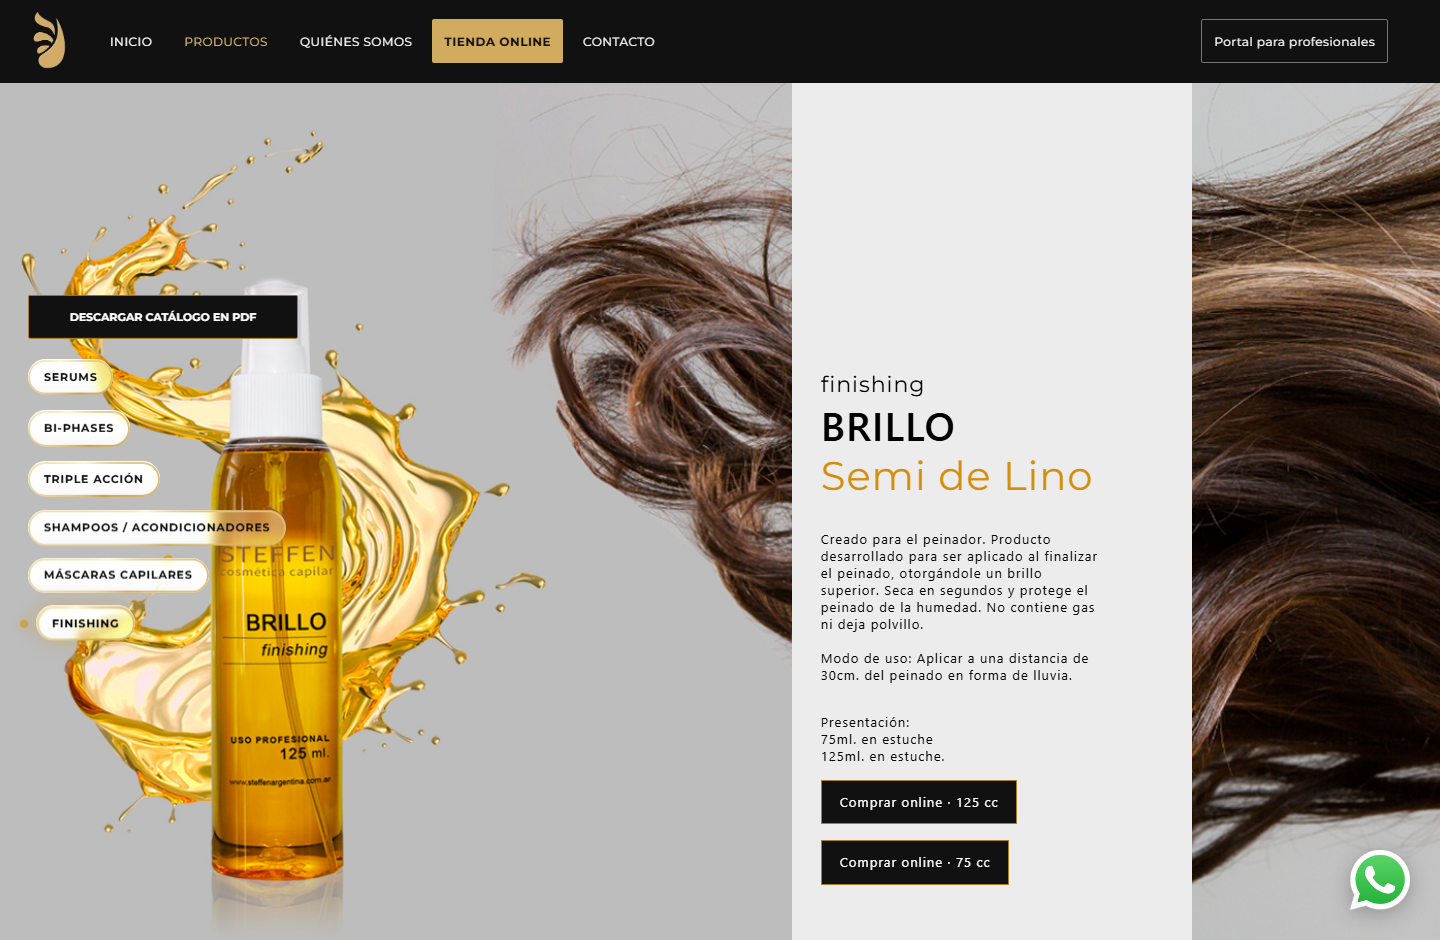 INICIO
PRODUCTOS
QUIÉNES SOMOS
TIENDA ONLINE
CONTACTO
Portal para profesionales
DESCARGAR CATÁLOGO EN PDF
SERUMS
BI-PHASES
TRIPLE ACCIÓN
SHAMPOOS / ACONDICIONADORES
MÁSCARAS CAPILARES
FINISHING
STEFFEN
cosmética capilar
BRILLO
finishing
USO PROFESIONAL
125 ml.
www.steffenargentina.com.ar
finishing
BRILLO
Semi de Lino
Creado para el peinador. Producto
desarrollado para ser aplicado al finalizar
el peinado, otorgándole un brillo
superior. Seca en segundos y protege el
peinado de la humedad. No contiene gas
ni deja polvillo.
Modo de uso: Aplicar a una distancia de
30cm. del peinado en forma de lluvia.
Presentación:
75ml. en estuche
125ml. en estuche.
Comprar online · 125 cc
Comprar online · 75 cc